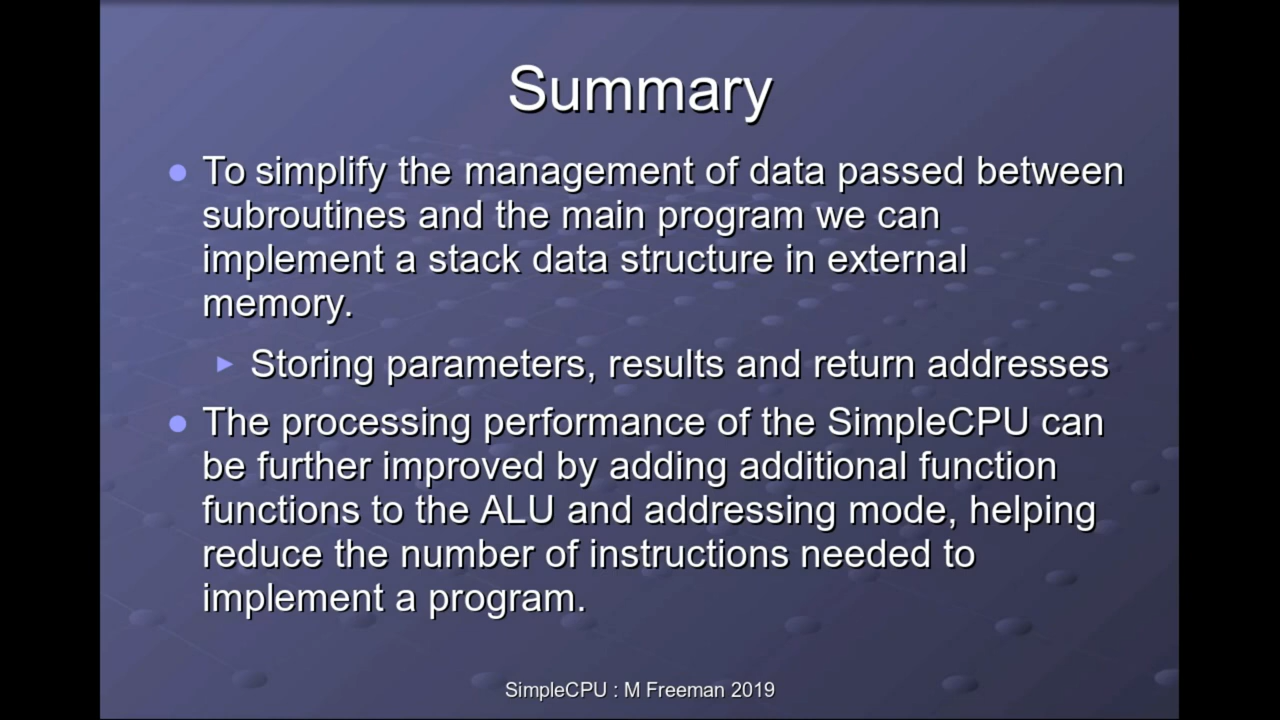 Summary
To simplify the management of data passed between
subroutines and the main program we can
implement a stack data structure in external
memory.
Storing parameters, results and return addresses
The processing performance of the SimpleCPU can
be further improved by adding additional function
functions to the ALU and addressing mode, helping
reduce the number of instructions needed to
implement a program.
SimpleCPU : M Freeman 2019